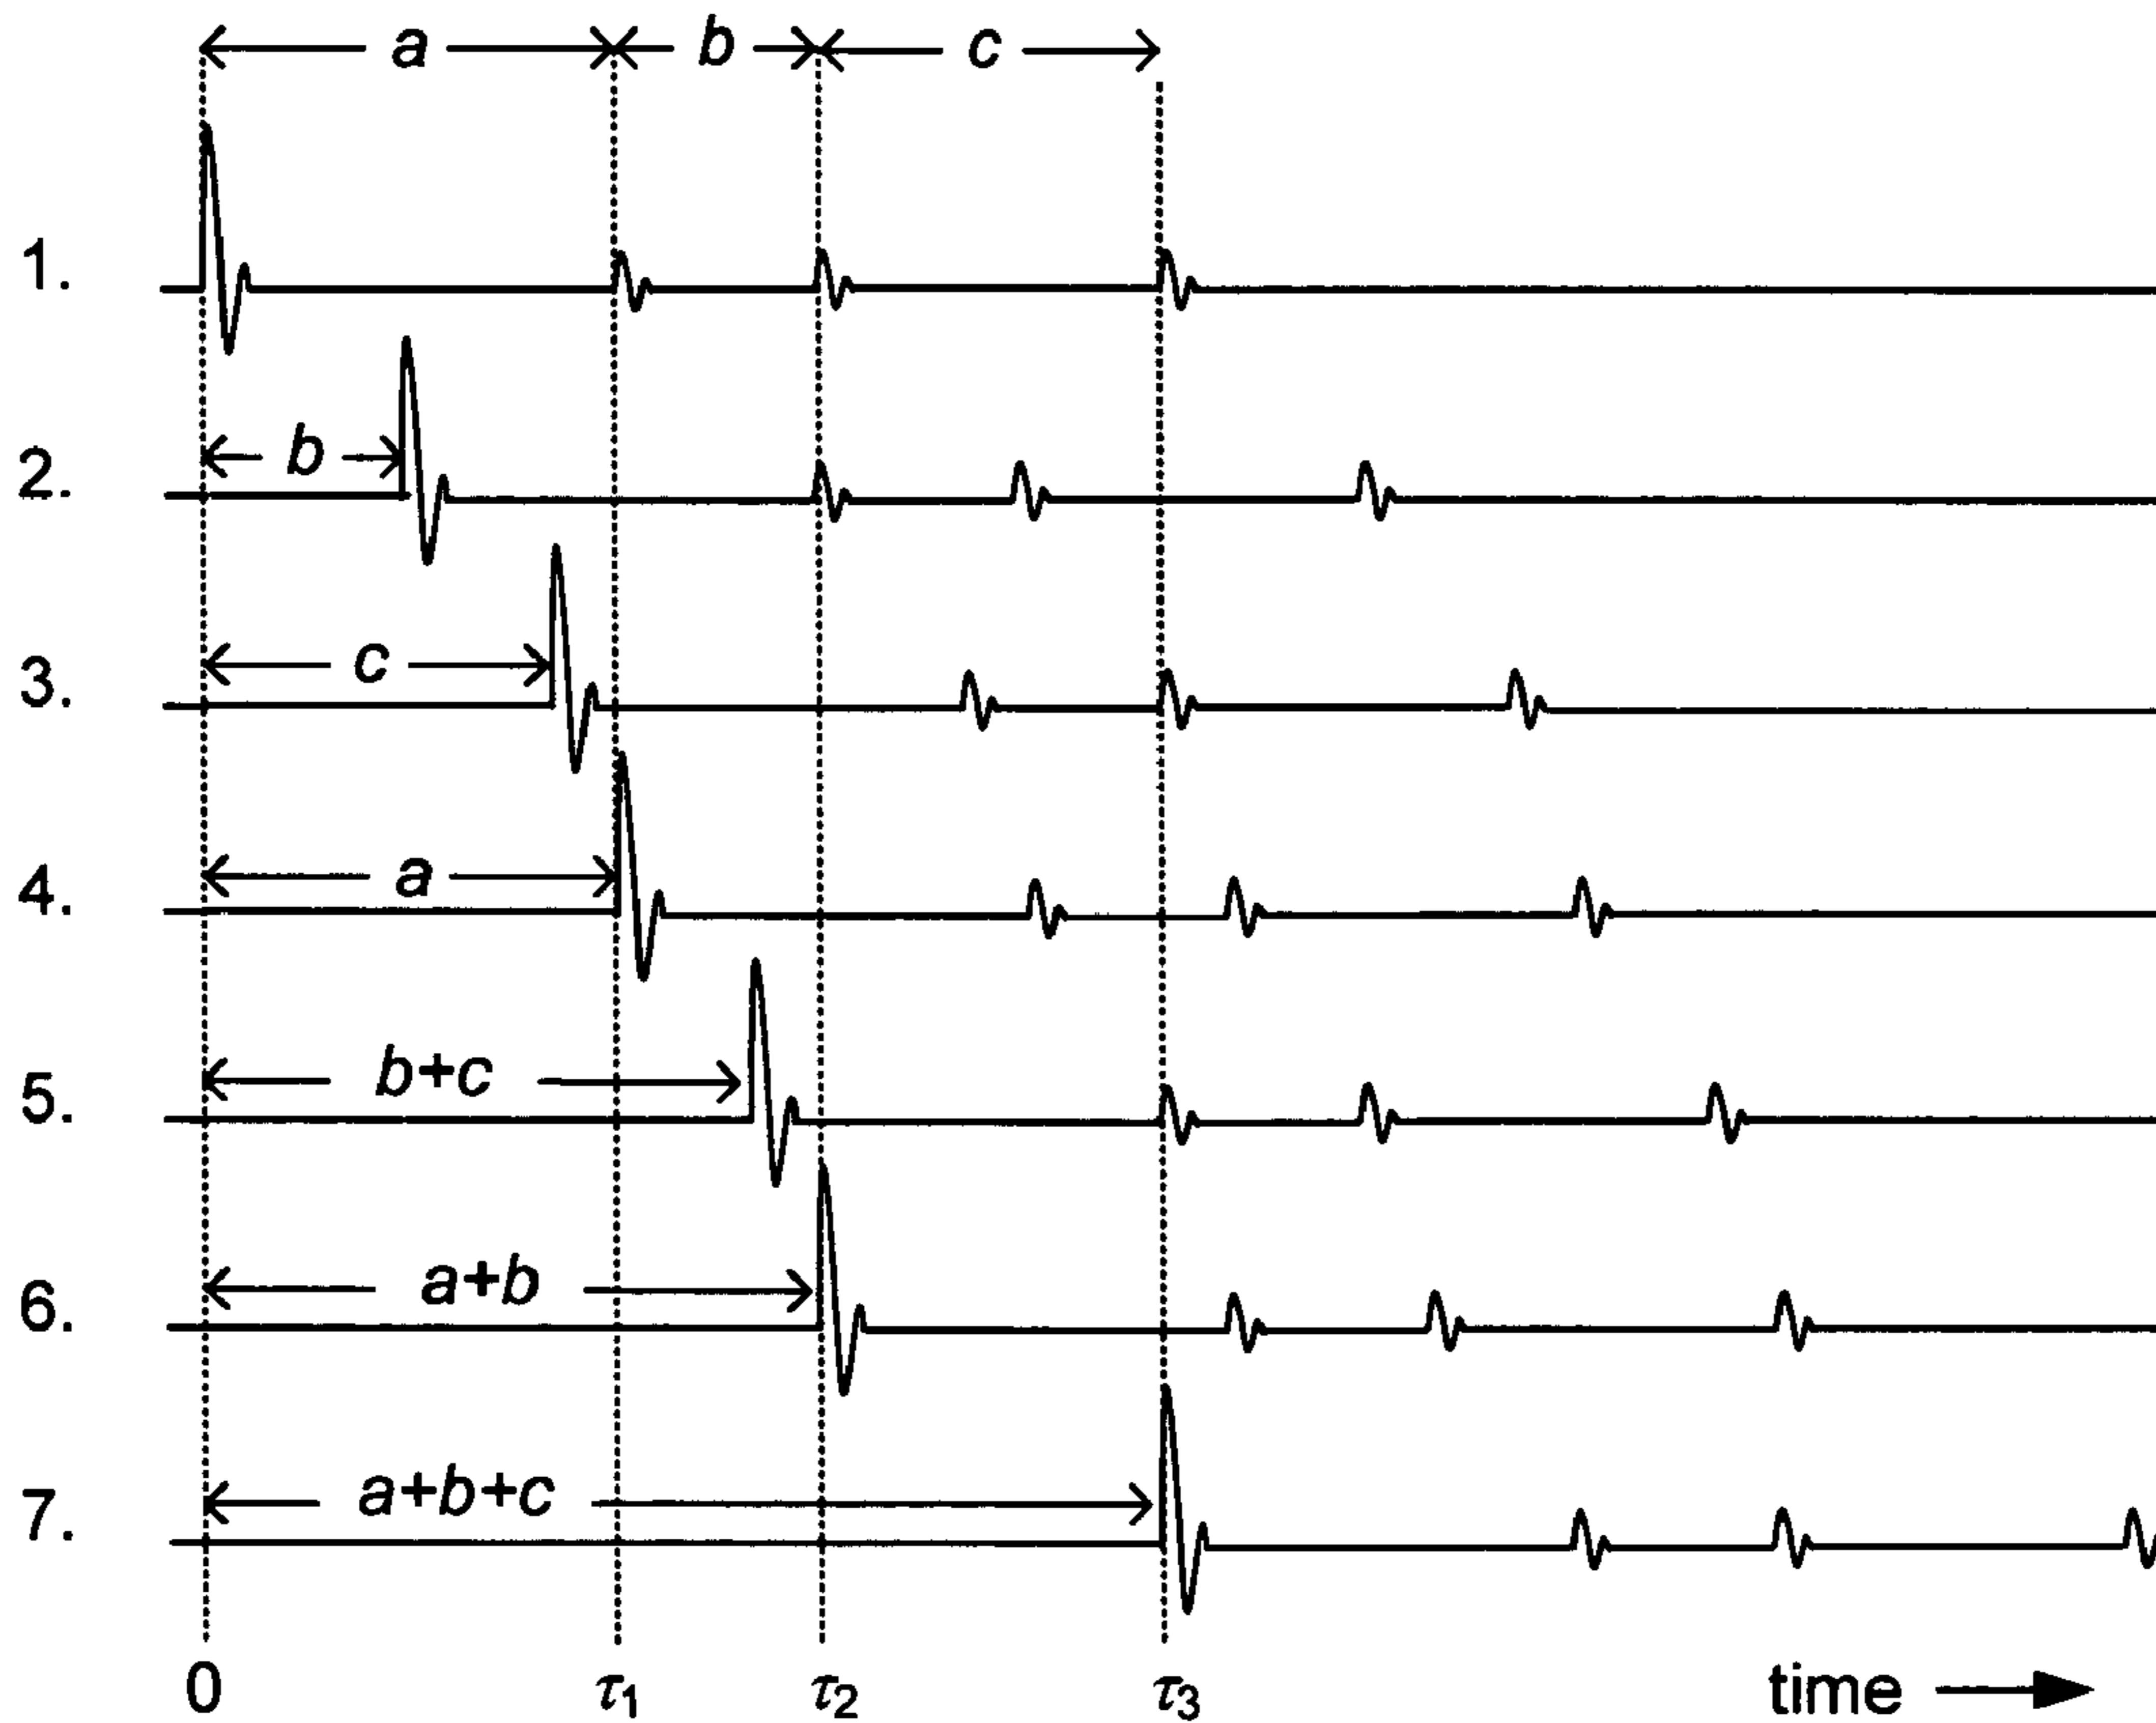 a b c
1.
2. b
3. c
4. a
5. b+c
6. a+b
7. a+b+c
0 τ1 τ2 τ3 time